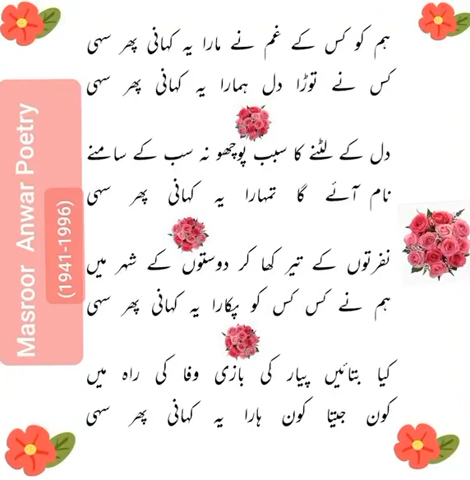 ہم کو کس کے غم نے مارا یہ کہانی پھر سہی
کس نے توڑا دل ہمارا یہ کہانی پھر سہی
دل کے لٹنے کا سبب پوچھو نہ سب کے سامنے
نام آئے گا تمہارا یہ کہانی پھر سہی
نفرتوں کے تیر کھا کر دوستوں کے شہر میں
ہم نے کس کس کو پکارا یہ کہانی پھر سہی
کیا بتائیں پیار کی بازی وفا کی راہ میں
کون جیتا کون ہارا یہ کہانی پھر سہی
Masroor Anwar Poetry
(1941-1996)